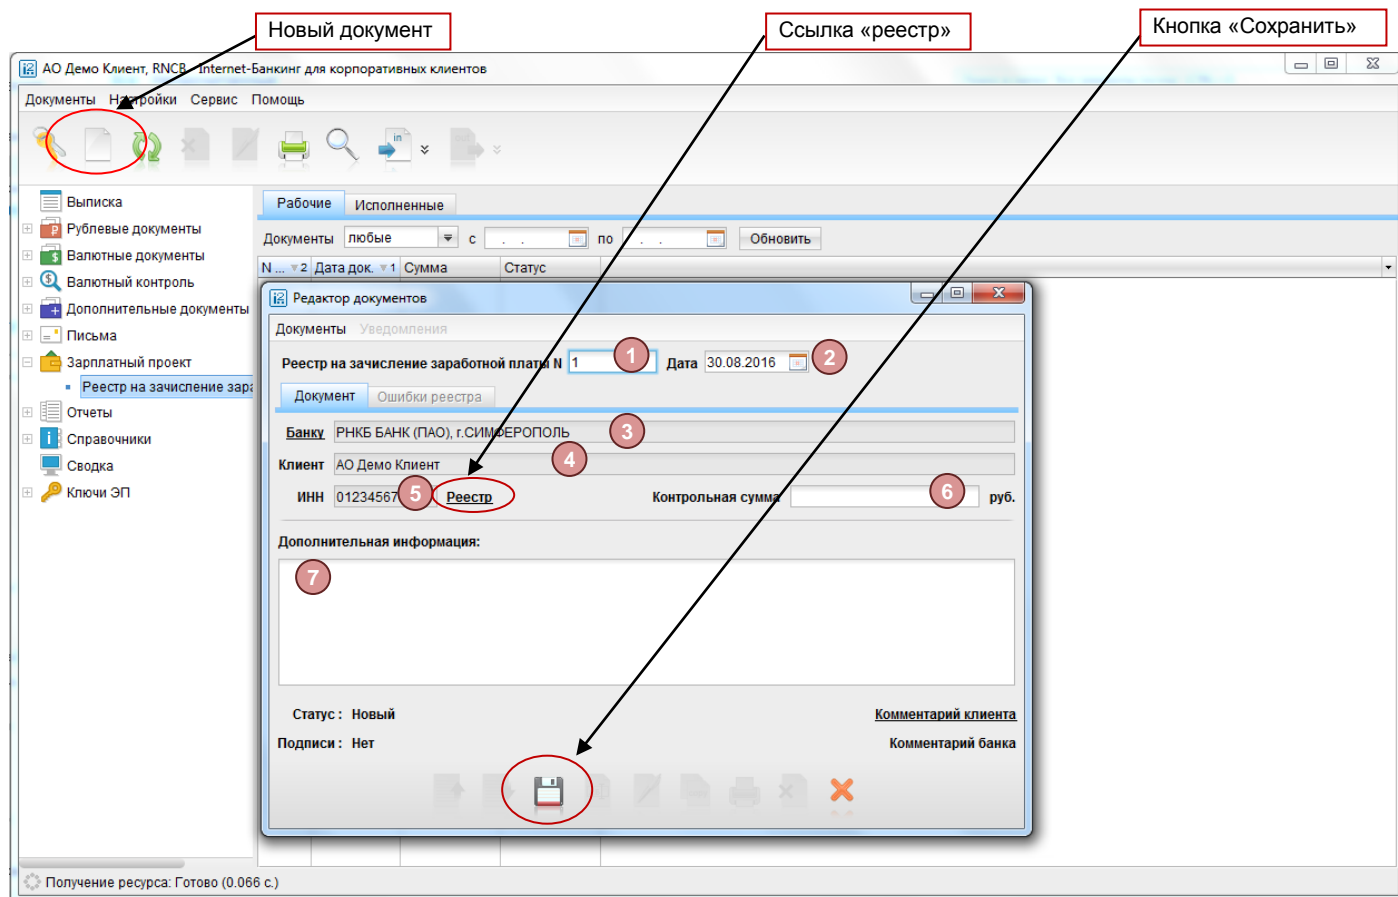 Новый документ
Ссылка «реестр»
Кнопка «Сохранить»
АО Демо Клиент, RNCB - Internet-Банкинг для корпоративных клиентов
Документы Настройки Сервис Помощь
in
Выписка
Рублевые документы
Валютные документы
Валютный контроль
Дополнительные документы
Письма
Зарплатный проект
Реестр на зачисление зара
Отчеты
Справочники
Сводка
Ключи ЭП
Рабочие Исполненные
Документы любые с . . по . . Обновить
N ... 2 Дата док. 1 Сумма Статус
Редактор документов
Документы Уведомления
Реестр на зачисление заработной платы N 1 1 Дата 30.08.2016 2
Документ Ошибки реестра
Банку РНКБ БАНК (ПАО), г.СИМФЕРОПОЛЬ 3
Клиент АО Демо Клиент 4
ИНН 01234567 5 Реестр Контрольная сумма 6 руб.
Дополнительная информация:
7
Статус : Новый Комментарий клиента
Подписи : Нет Комментарий банка
Получение ресурса: Готово (0.066 с.)